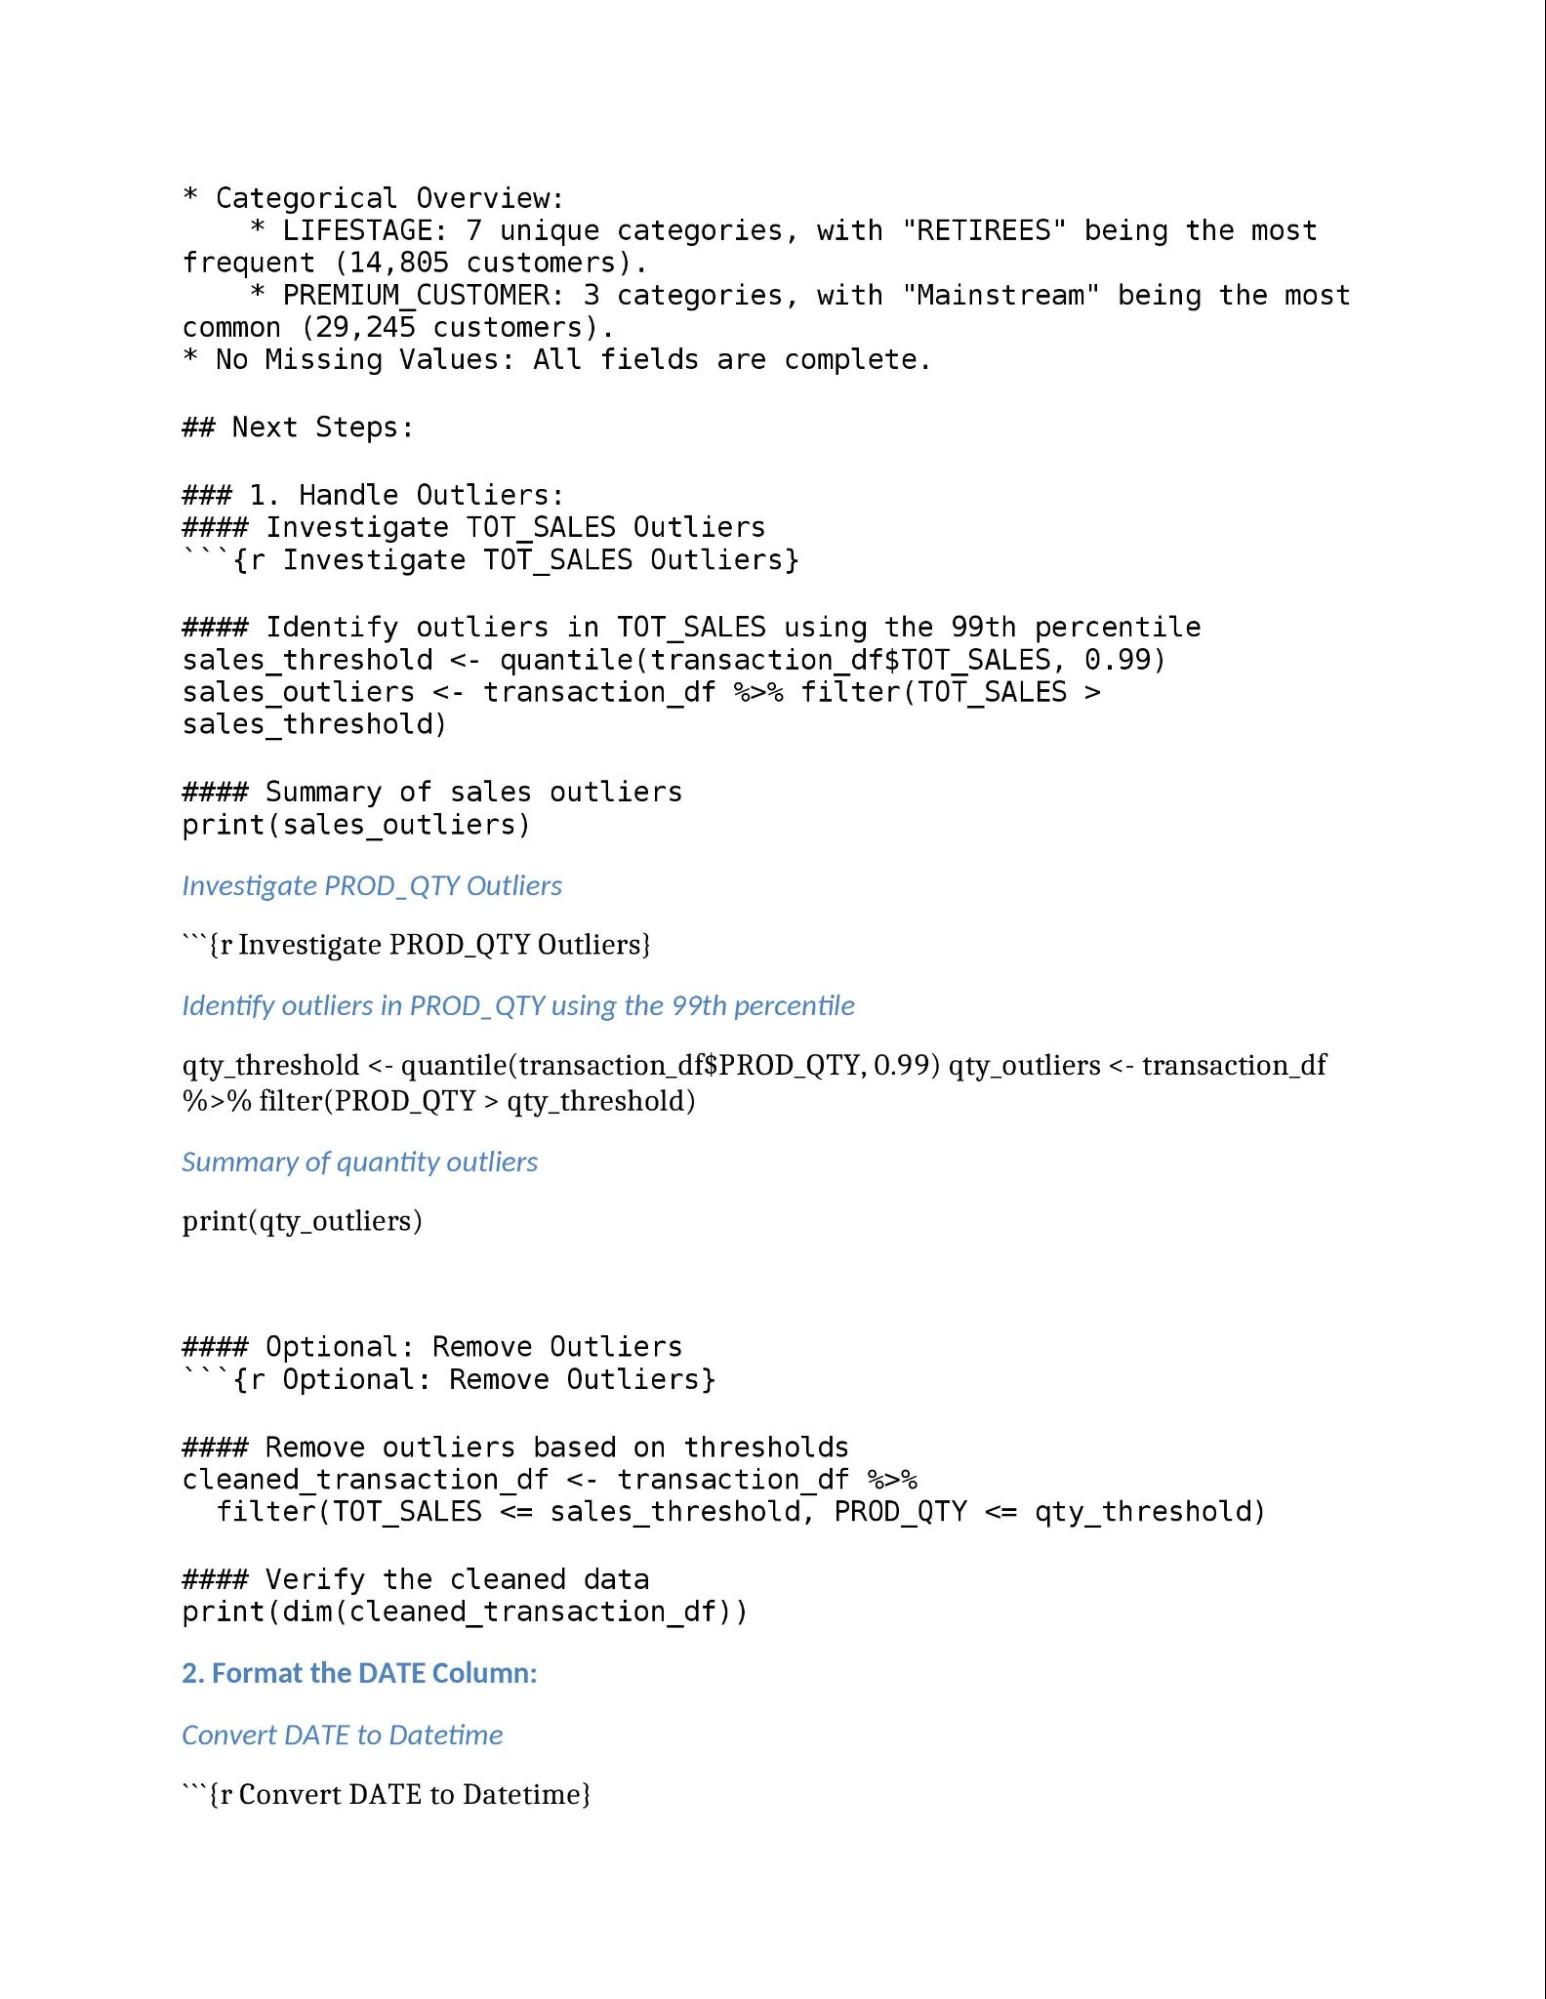 * Categorical Overview:
    * LIFESTAGE: 7 unique categories, with "RETIREES" being the most
frequent (14,805 customers).
    * PREMIUM_CUSTOMER: 3 categories, with "Mainstream" being the most
common (29,245 customers).
* No Missing Values: All fields are complete.

## Next Steps:

### 1. Handle Outliers:
#### Investigate TOT_SALES Outliers
```{r Investigate TOT_SALES Outliers}

#### Identify outliers in TOT_SALES using the 99th percentile
sales_threshold <- quantile(transaction_df$TOT_SALES, 0.99)
sales_outliers <- transaction_df %>% filter(TOT_SALES >
sales_threshold)

#### Summary of sales outliers
print(sales_outliers)

Investigate PROD_QTY Outliers

```{r Investigate PROD_QTY Outliers}

Identify outliers in PROD_QTY using the 99th percentile

qty_threshold <- quantile(transaction_df$PROD_QTY, 0.99) qty_outliers <- transaction_df
%>% filter(PROD_QTY > qty_threshold)

Summary of quantity outliers

print(qty_outliers)

#### Optional: Remove Outliers
```{r Optional: Remove Outliers}

#### Remove outliers based on thresholds
cleaned_transaction_df <- transaction_df %>%
  filter(TOT_SALES <= sales_threshold, PROD_QTY <= qty_threshold)

#### Verify the cleaned data
print(dim(cleaned_transaction_df))

2. Format the DATE Column:

Convert DATE to Datetime

```{r Convert DATE to Datetime}